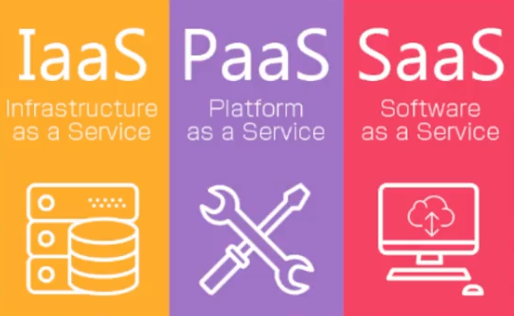 IaaS
Infrastructure
as a Service
PaaS
Platform
as a Service
SaaS
Software
as a Service